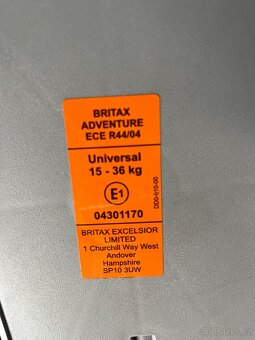 BRITAX
ADVENTURE
ECE R44/04
Universal
15 - 36 kg
E1
04301170
BRITAX EXCELSIOR
LIMITED
1 Churchill Way West
Andover
Hampshire
SP10 3UW